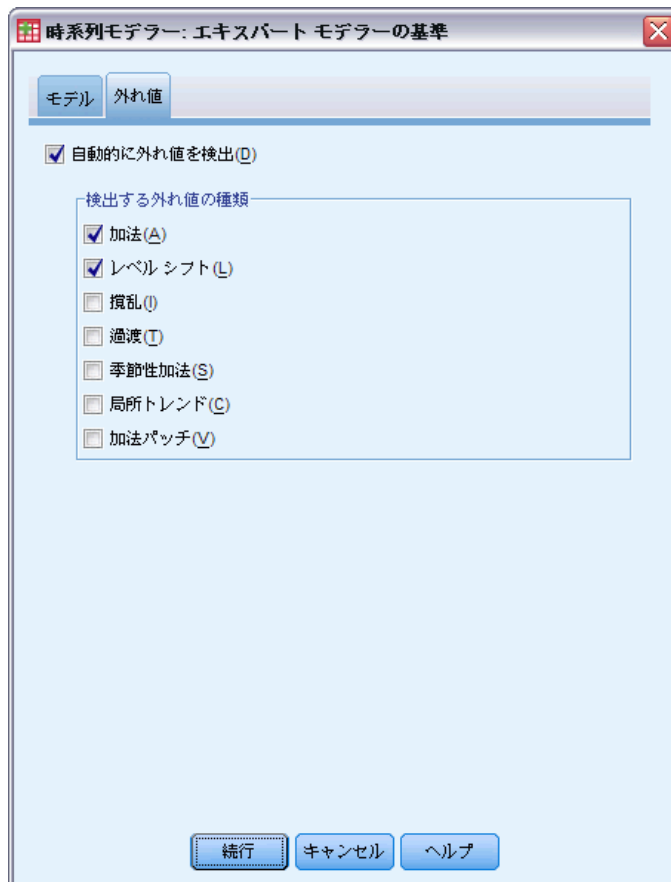 時系列モデラー: エキスパート モデラーの基準
モデル 外れ値
自動的に外れ値を検出(D)
検出する外れ値の種類
加法(A)
レベル シフト(L)
撹乱(I)
過渡(T)
季節性加法(S)
局所トレンド(C)
加法パッチ(V)
続行 キャンセル ヘルプ